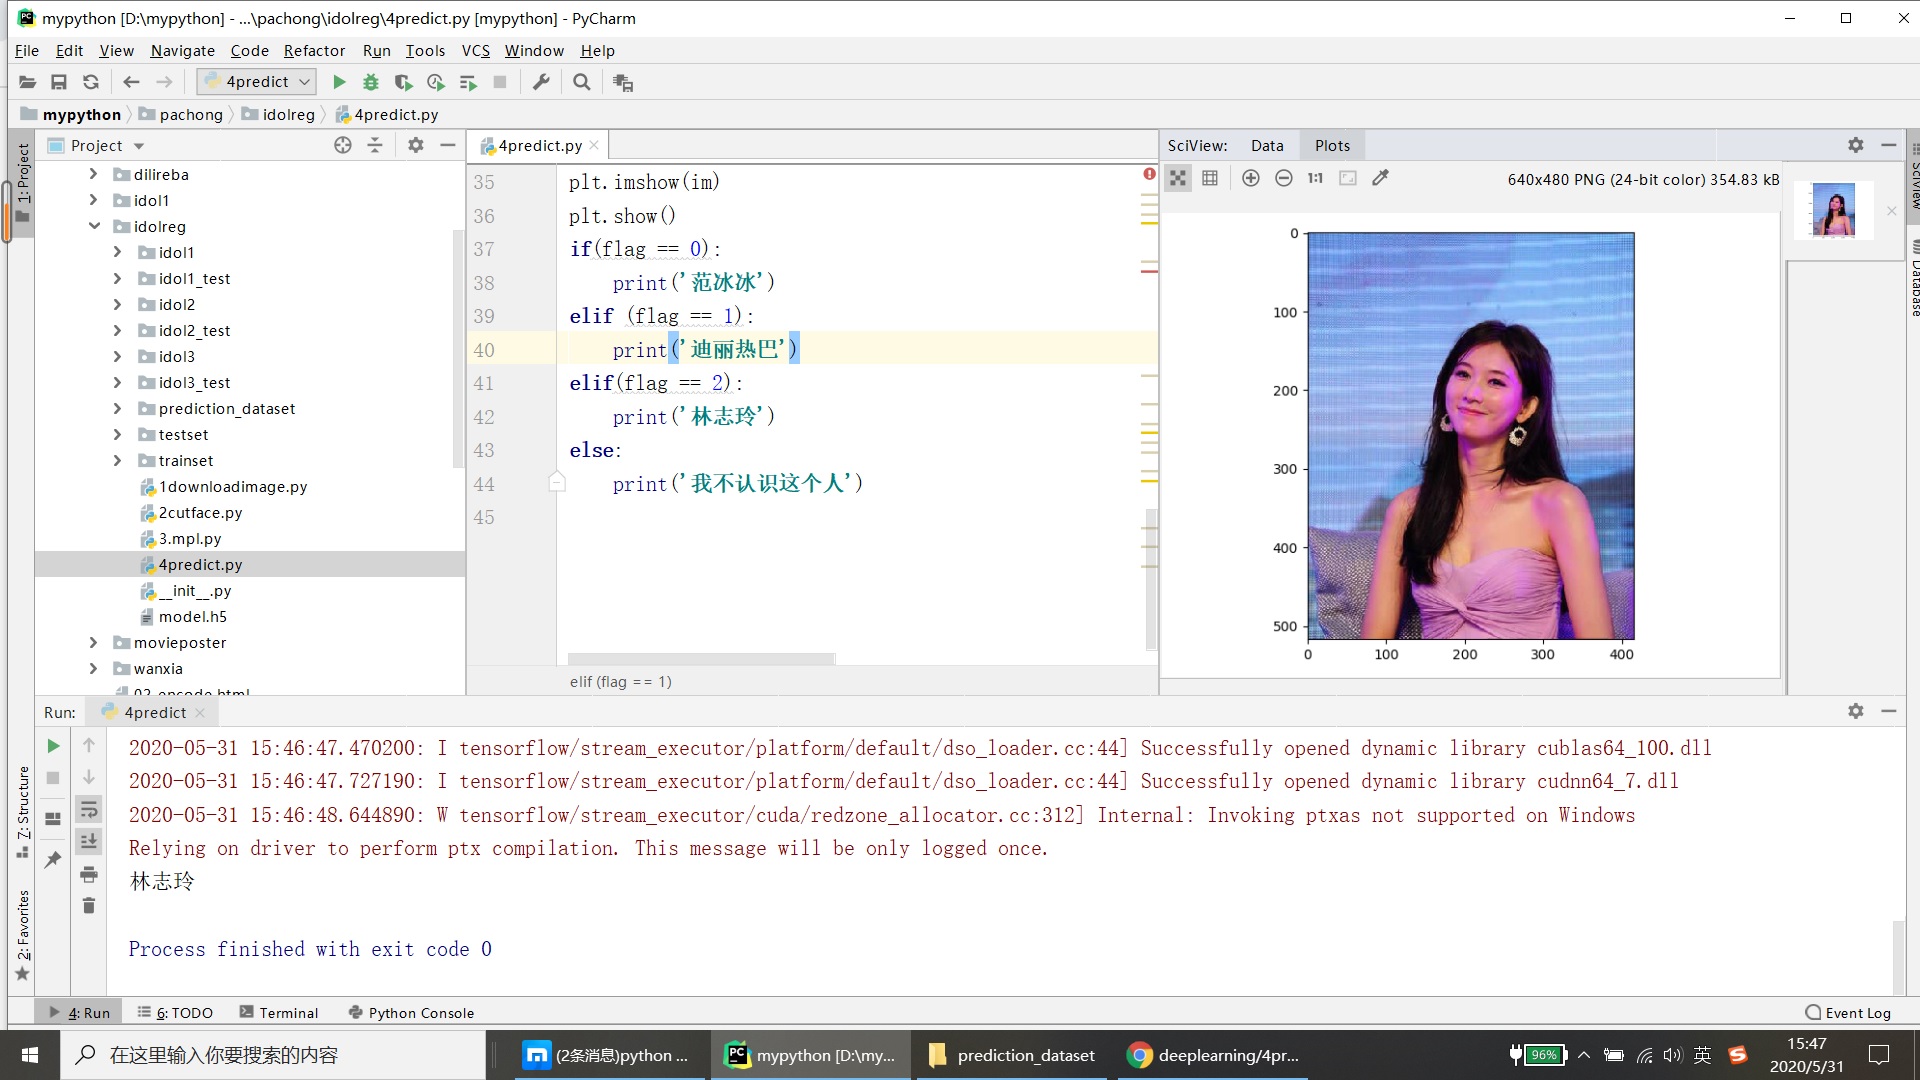 mypython [D:\mypython] - ...\pachong\idolreg\4predict.py [mypython] - PyCharm
File Edit View Navigate Code Refactor Run Tools VCS Window Help
4predict
mypython pachong idolreg 4predict.py
1: Project
Project
dilireba
idol1
idolreg
idol1
idol1_test
idol2
idol2_test
idol3
idol3_test
prediction_dataset
testset
trainset
1downloadimage.py
2cutface.py
3.mpl.py
4predict.py
__init__.py
model.h5
movieposter
wanxia
02-encode.html
4predict.py
35 plt.imshow(im)
36 plt.show()
37 if(flag == 0):
38 print('范冰冰')
39 elif (flag == 1):
40 print('迪丽热巴')
41 elif(flag == 2):
42 print('林志玲')
43 else:
44 print('我不认识这个人')
45
elif (flag == 1)
SciView: Data Plots
1:1
640x480 PNG (24-bit color) 354.83 kB
0
100
200
300
400
500
0 100 200 300 400
SciView
Database
Run: 4predict
2020-05-31 15:46:47.470200: I tensorflow/stream_executor/platform/default/dso_loader.cc:44] Successfully opened dynamic library cublas64_100.dll
2020-05-31 15:46:47.727190: I tensorflow/stream_executor/platform/default/dso_loader.cc:44] Successfully opened dynamic library cudnn64_7.dll
2020-05-31 15:46:48.644890: W tensorflow/stream_executor/cuda/redzone_allocator.cc:312] Internal: Invoking ptxas not supported on Windows
Relying on driver to perform ptx compilation. This message will be only logged once.
林志玲
Process finished with exit code 0
7: Structure
2: Favorites
4: Run 6: TODO Terminal Python Console Event Log
在这里输入你要搜索的内容
(2条消息)python ...
mypython [D:\my...
prediction_dataset
deeplearning/4pr...
96%
英
15:47
2020/5/31